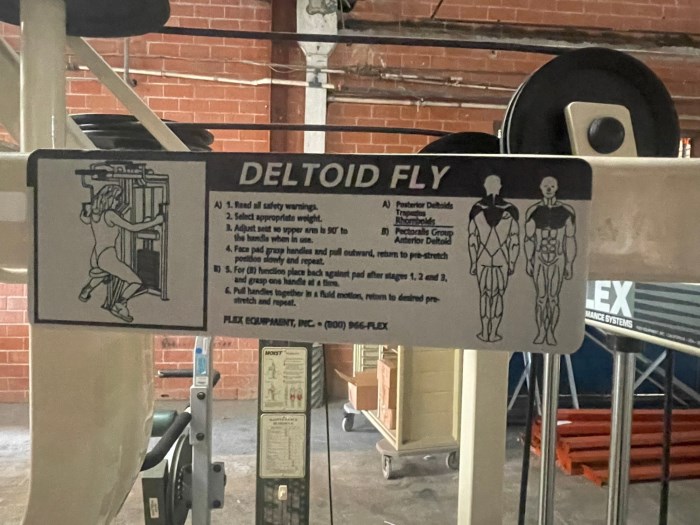 DELTOID FLY
A) 1. Read all safety warnings.
2. Select appropriate weight.
3. Adjust seat so upper arm is 90° to
the handle when in use.
4. Face pad grasp handles and pull outward, return to pre-stretch
position slowly and repeat.
B) 5. For (B) function place back against pad after stages 1, 2 and 3,
and grasp one handle at a time.
6. Pull handles together in a fluid motion, return to desired pre-
stretch and repeat.
FLEX EQUIPMENT, INC. • (800) 966-FLEX
A) Posterior Deltoids
Trapezius
Rhomboids
B) Pectoralis Group
Anterior Deltoid
LEX
MANCE SYSTEMS
HOIST